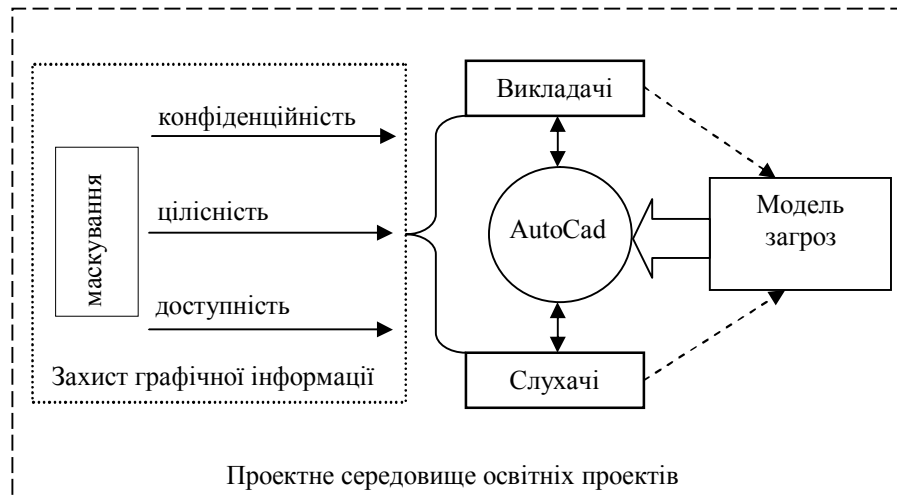 Викладачі
конфіденційність
маскування
цілісність
AutoCad
Модель
загроз
доступність
Захист графічної інформації
Слухачі
Проектне середовище освітніх проектів